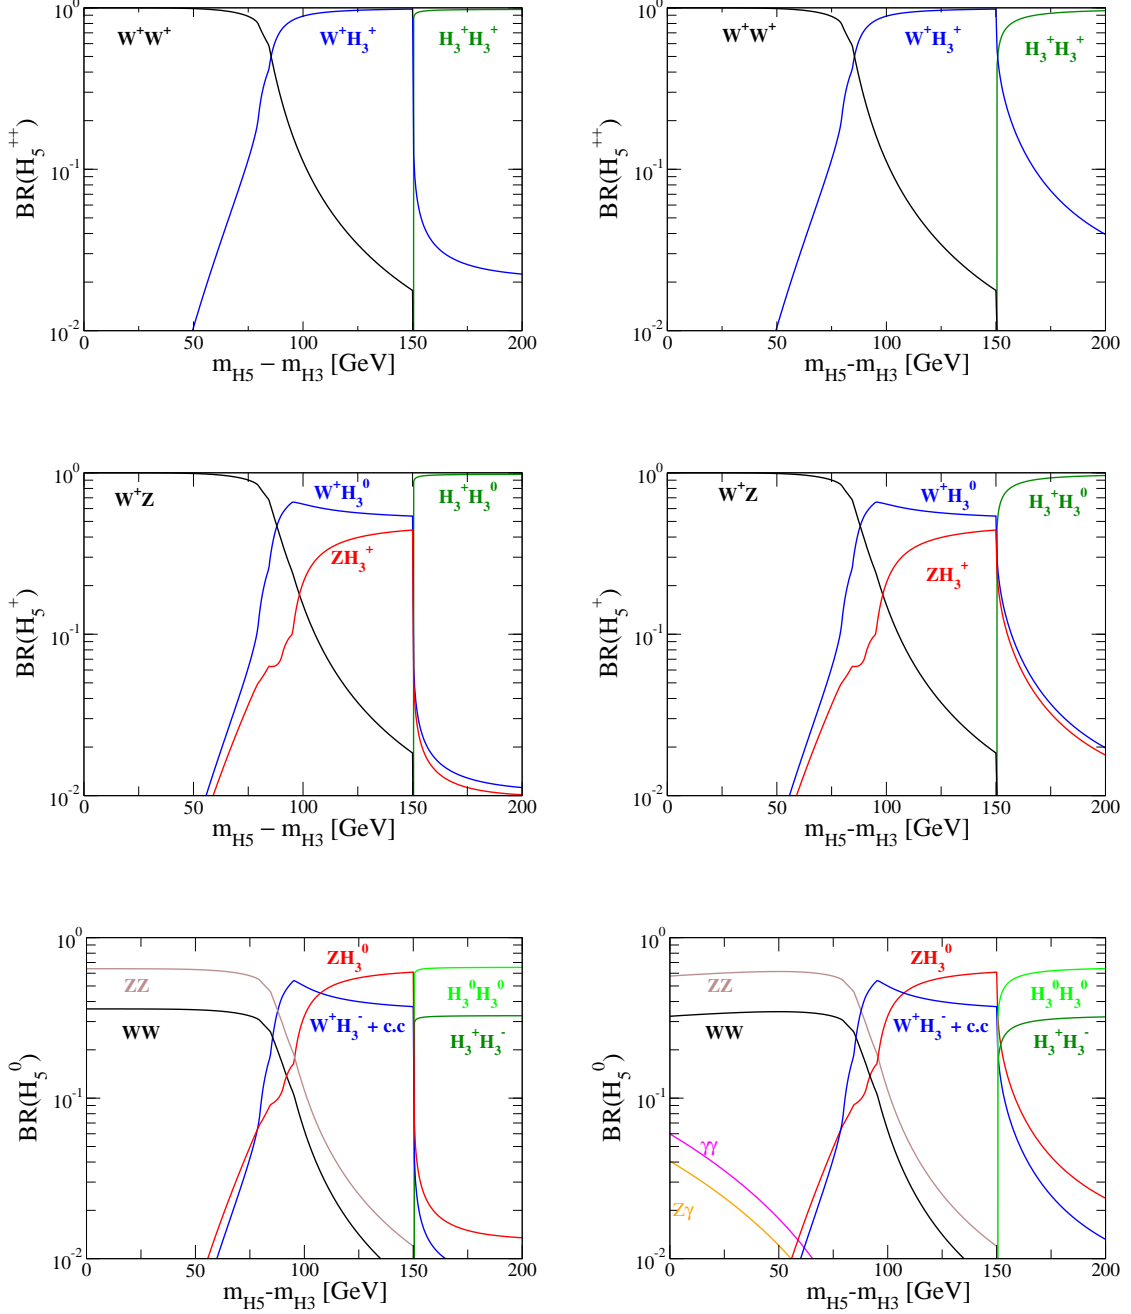 10^0 W^+W^+ W^+H_3^+ H_3^+H_3^+
10^-1
10^-2
BR(H_5^++)
0 50 100 150 200
m_H5 – m_H3 [GeV]
10^0 W^+W^+ W^+H_3^+ H_3^+H_3^+
10^-1
10^-2
BR(H_5^++)
0 50 100 150 200
m_H5-m_H3 [GeV]
10^0 W^+Z W^+H_3^0 H_3^+H_3^0
ZH_3^+
10^-1
10^-2
BR(H_5^+)
0 50 100 150 200
m_H5 – m_H3 [GeV]
10^0 W^+Z W^+H_3^0 H_3^+H_3^0
ZH_3^+
10^-1
10^-2
BR(H_5^+)
0 50 100 150 200
m_H5-m_H3 [GeV]
10^0 ZH_3^0
ZZ H_3^0H_3^0
WW W^+H_3^- + c.c H_3^+H_3^-
10^-1
10^-2
BR(H_5^0)
0 50 100 150 200
m_H5-m_H3 [GeV]
10^0 ZH_3^0
ZZ H_3^0H_3^0
WW W^+H_3^- + c.c H_3^+H_3^-
10^-1
γγ
Zγ
10^-2
BR(H_5^0)
0 50 100 150 200
m_H5-m_H3 [GeV]